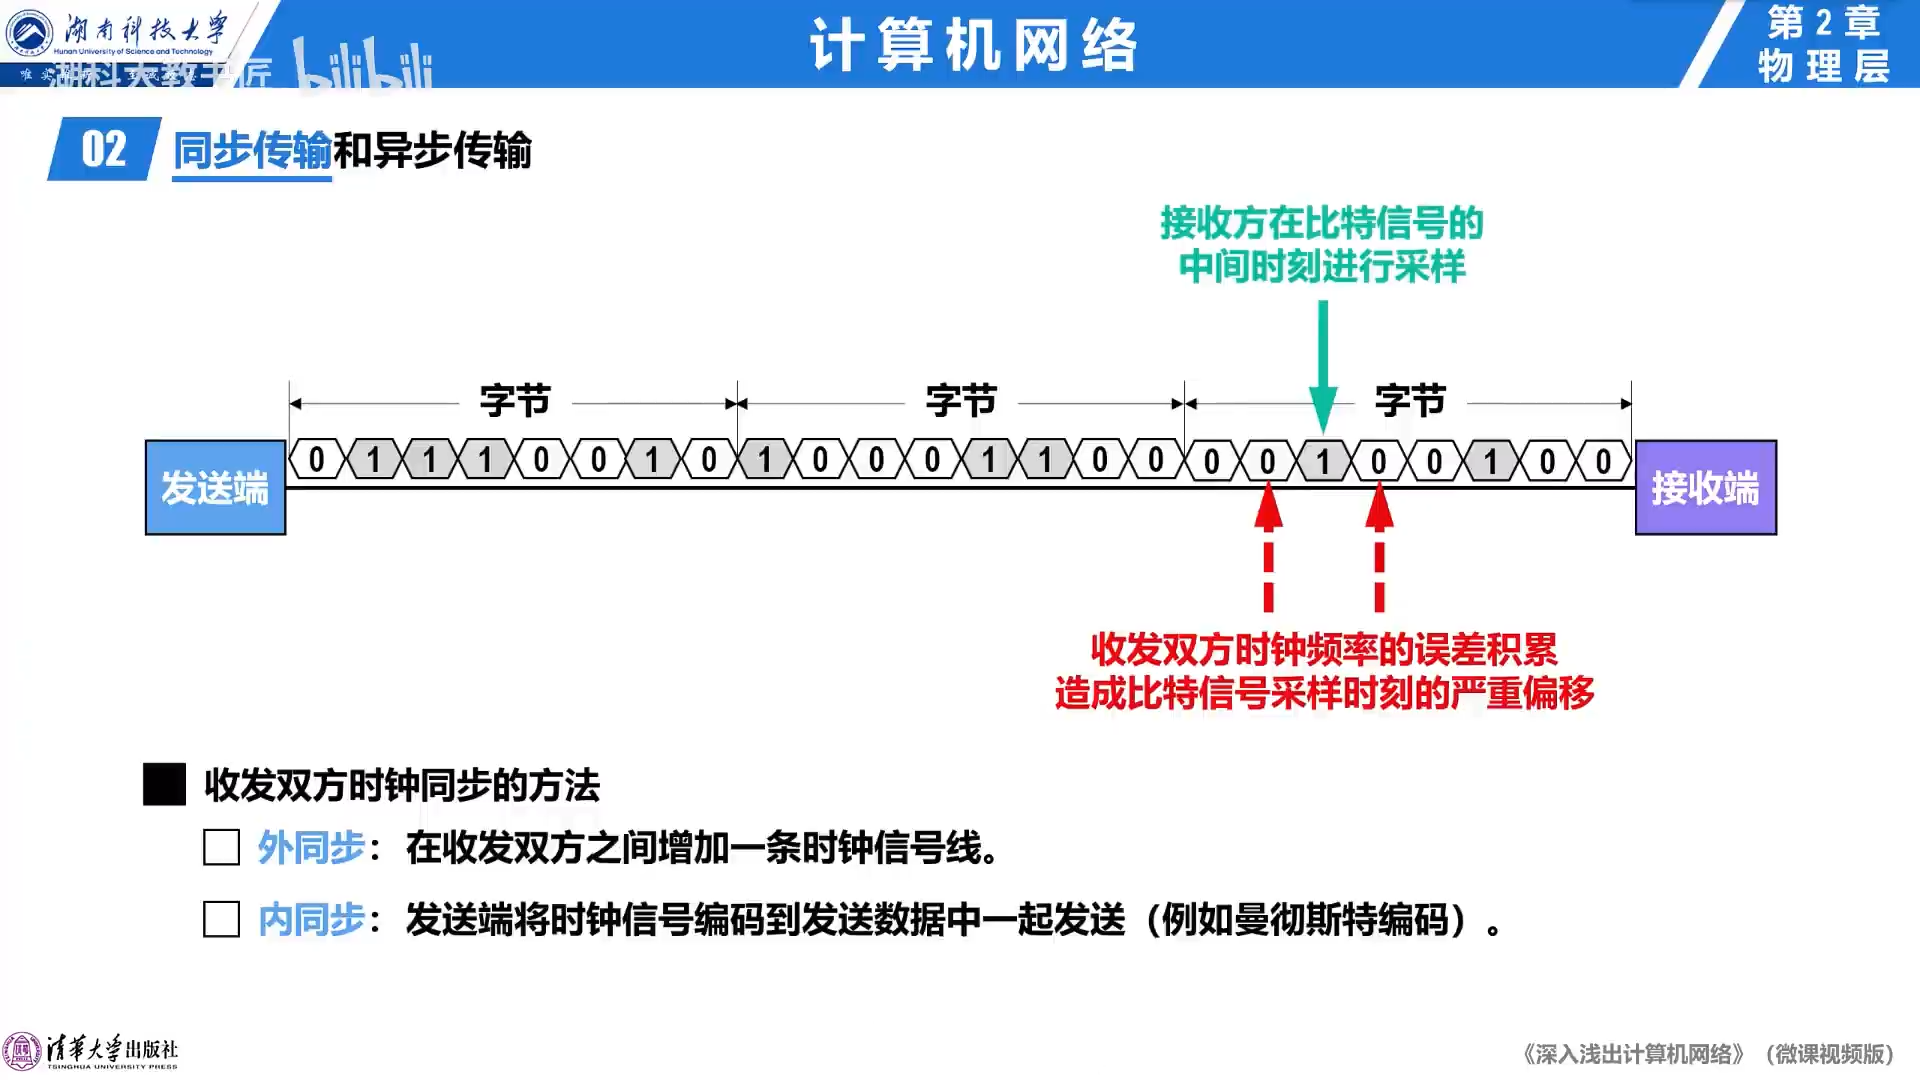 湖南科技大学
Hunan University of Science and Technology
湖科大教书匠 bilibili
计算机网络
第2章
物理层
02 同步传输和异步传输
接收方在比特信号的
中间时刻进行采样
字节 字节 字节
发送端 0 1 1 1 0 0 1 0 1 0 0 0 1 1 0 0 0 0 1 0 0 1 0 0 接收端
收发双方时钟频率的误差积累
造成比特信号采样时刻的严重偏移
收发双方时钟同步的方法
外同步：在收发双方之间增加一条时钟信号线。
内同步：发送端将时钟信号编码到发送数据中一起发送（例如曼彻斯特编码）。
清华大学出版社
TSINGHUA UNIVERSITY PRESS
《深入浅出计算机网络》（微课视频版）